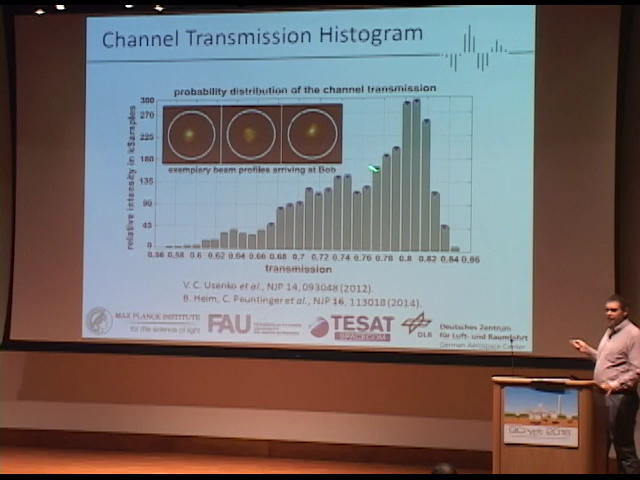 Channel Transmission Histogram
probability distribution of the channel transmission
relative intensity in kSamples
300
270
225
180
135
90
45
0
exemplary beam profiles arriving at Bob
0.56 0.58 0.6 0.62 0.64 0.66 0.68 0.7 0.72 0.74 0.76 0.78 0.8 0.82 0.84 0.86
transmission
V. C. Usenko et al., NJP 14, 093048 (2012).
B. Heim, C. Peuntinger et al., NJP 16, 113018 (2014).
MAX PLANCK INSTITUTE
for the science of light
FAU
TESAT
SPACECOM
DLR
Deutsches Zentrum
für Luft- und Raumfahrt
German Aerospace Center
QCrypt 2015